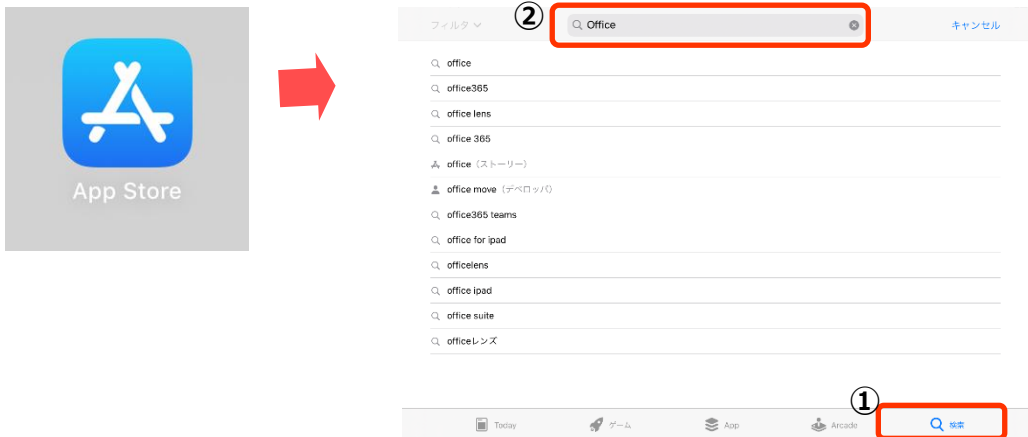 App Store
②
フィルタ
Office
キャンセル
office
office365
office lens
office 365
office（ストーリー）
office move（デベロッパ）
office365 teams
office for ipad
officelens
office ipad
office suite
officeレンズ
①
Today
ゲーム
App
Arcade
検索